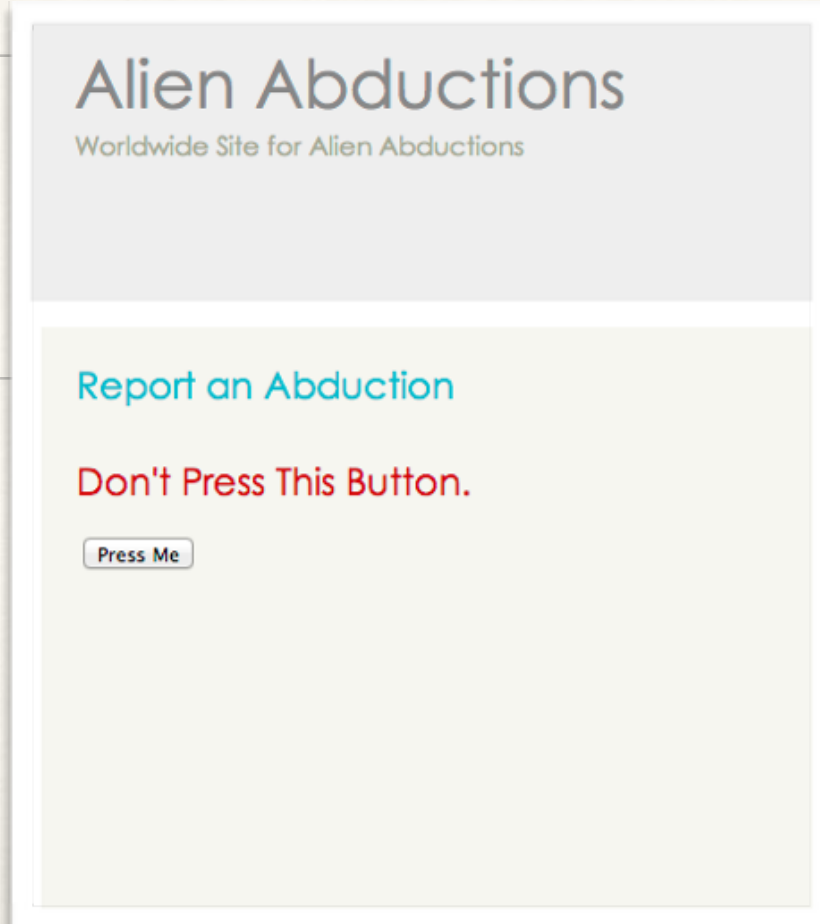 Alien Abductions
Worldwide Site for Alien Abductions
Report an Abduction
Don't Press This Button.
Press Me